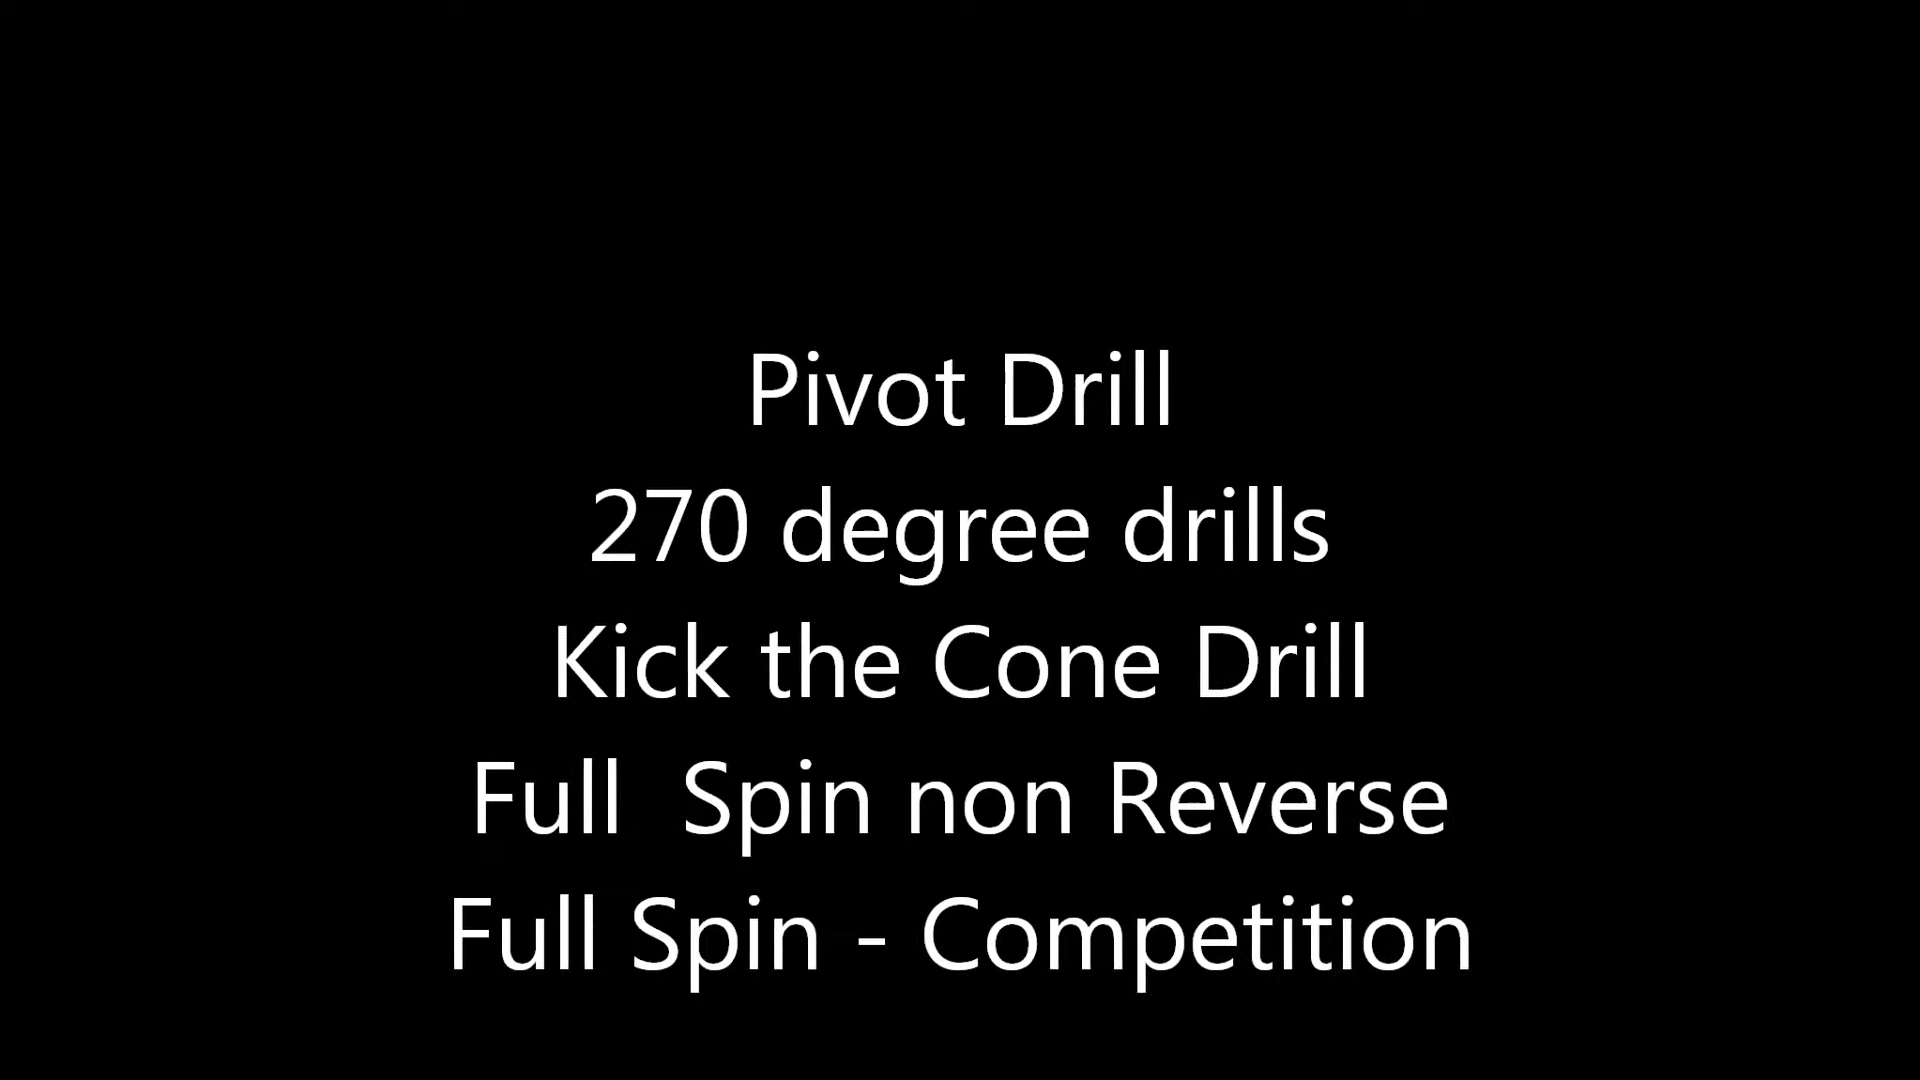 Pivot Drill
270 degree drills
Kick the Cone Drill
Full  Spin non Reverse
Full Spin - Competition